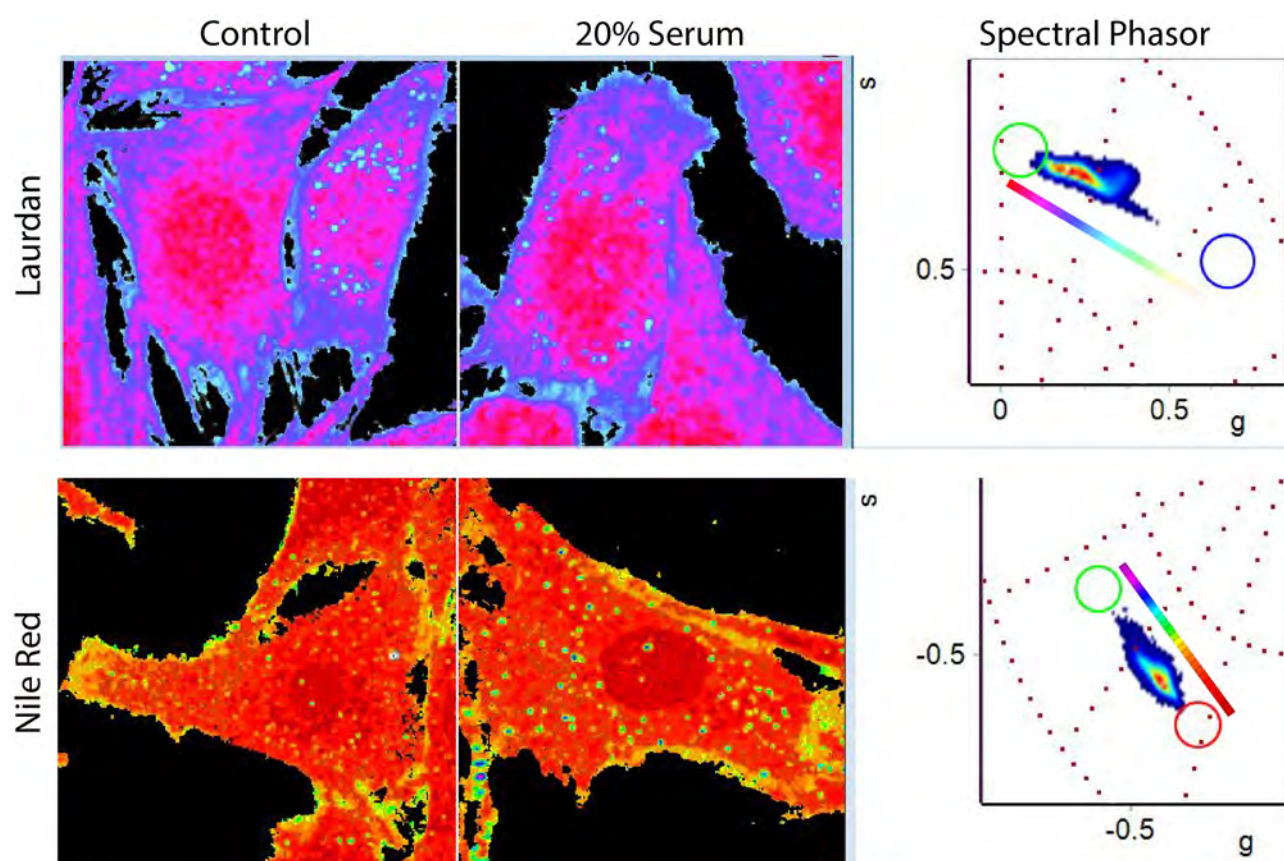 Control
20% Serum
Spectral Phasor
Laurdan
s
0.5
0
0.5
g
Nile Red
s
-0.5
-0.5
g